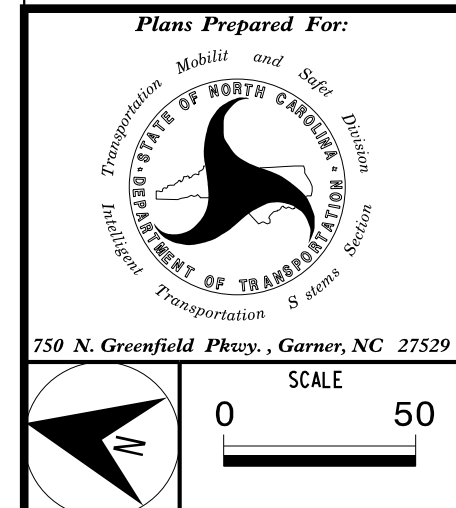 Plans Prepared For:
Transportation Mobilit and Safet Division
STATE OF NORTH CAROLINA
DEPARTMENT OF TRANSPORTATION
Intelligent Transportation S stems Section
750 N. Greenfield Pkwy. , Garner, NC 27529
N
SCALE
0 50